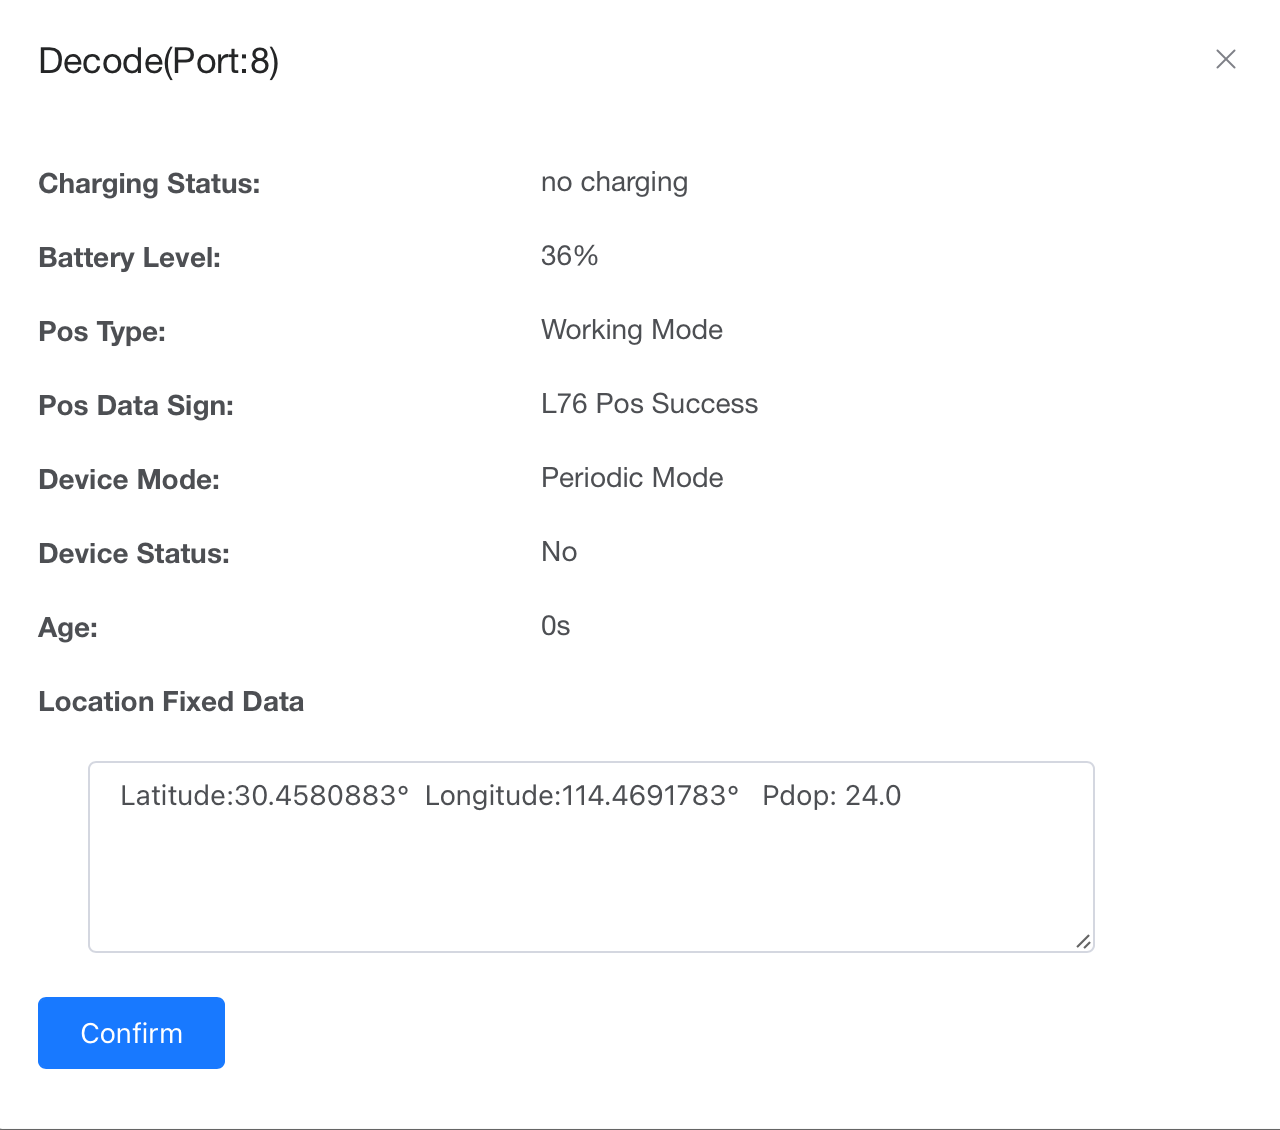 Decode(Port:8)
Charging Status: no charging
Battery Level: 36%
Pos Type: Working Mode
Pos Data Sign: L76 Pos Success
Device Mode: Periodic Mode
Device Status: No
Age: 0s
Location Fixed Data
Latitude:30.4580883° Longitude:114.4691783° Pdop: 24.0
Confirm